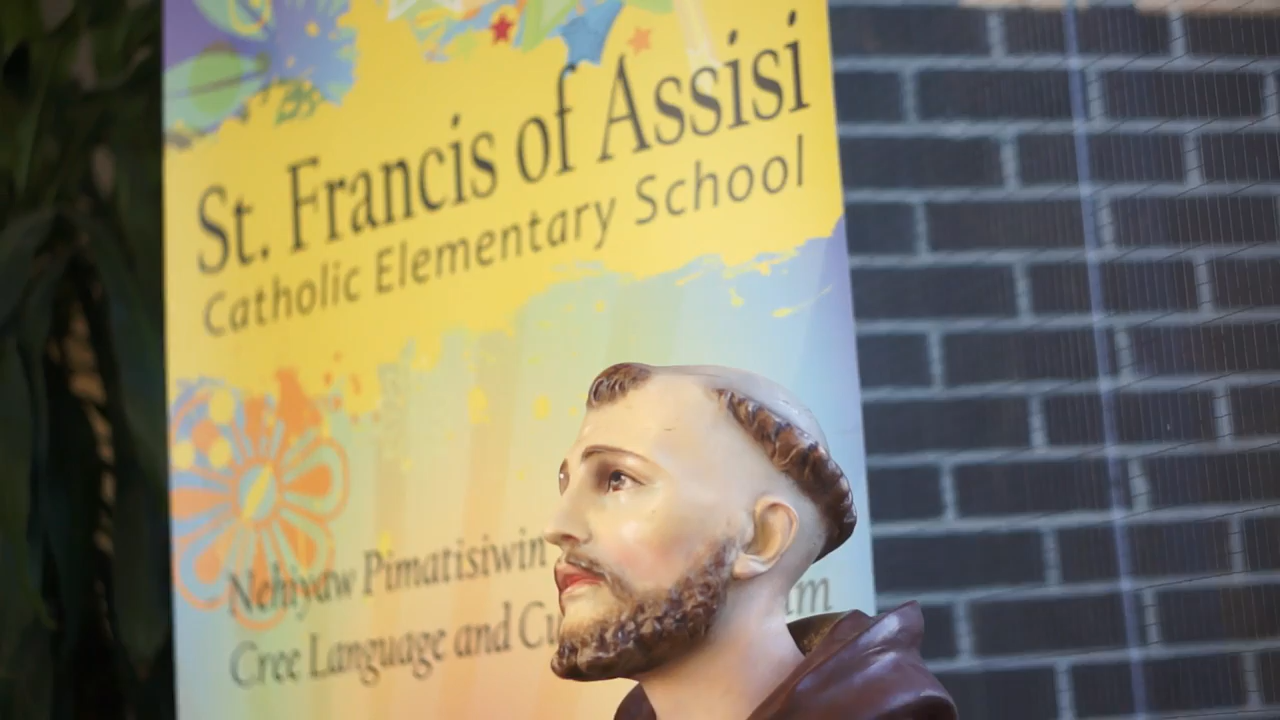 St. Francis of Assisi
Catholic Elementary School
Nehiyaw Pimatisiwin
Cree Language and